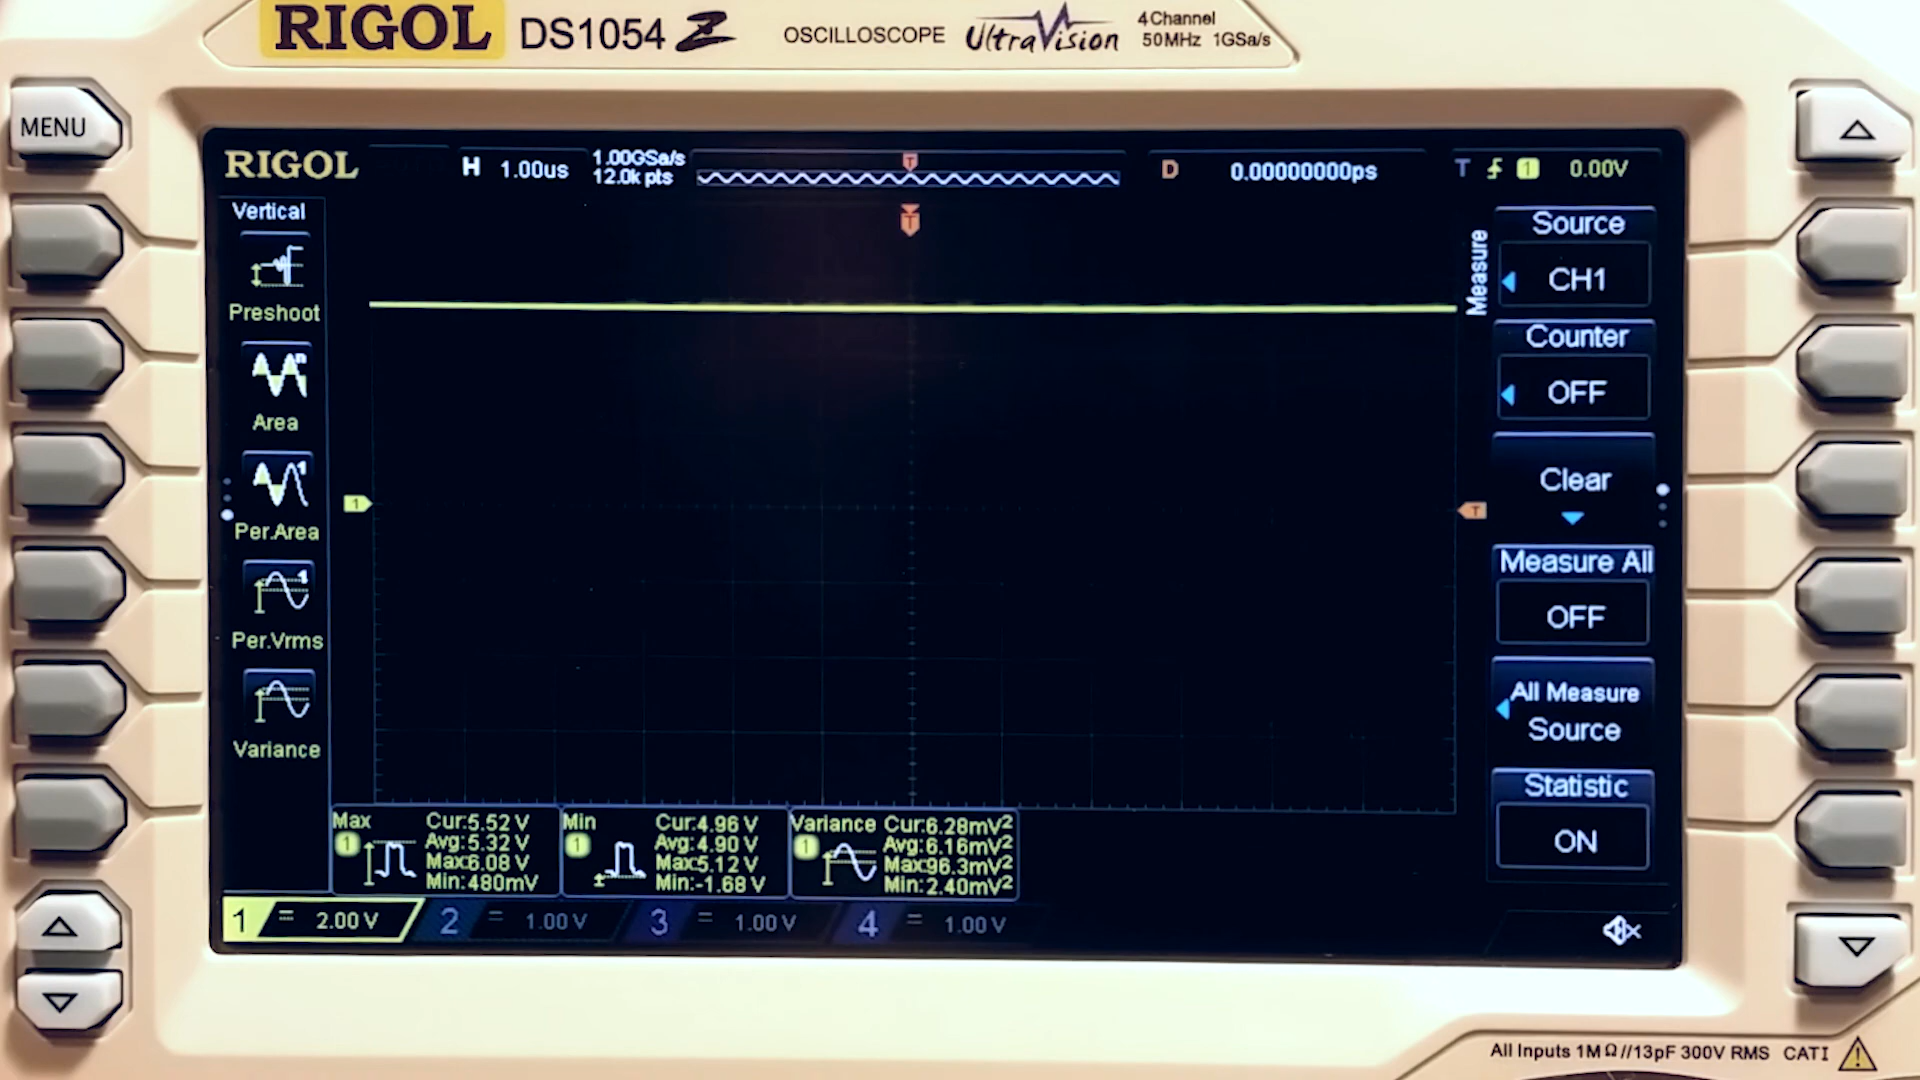 RIGOL DS1054 Z OSCILLOSCOPE UltraVision 4 Channel
50MHz 1GSa/s
MENU
RIGOL H 1.00us 1.00GSa/s
12.0k pts
T
D 0.00000000ps T 1 0.00V
T
Vertical
Preshoot
Area
Per.Area
Per.Vrms
Variance
1
T
Measure
Source
CH1
Counter
OFF
Clear
Measure All
OFF
All Measure
Source
Statistic
ON
Max
1
Cur:5.52 V
Avg:5.32 V
Max:6.08 V
Min:480mV
Min
1
Cur:4.96 V
Avg:4.90 V
Max:5.12 V
Min:-1.68 V
Variance
1
Cur:6.28mV2
Avg:6.16mV2
Max:96.3mV2
Min:2.40mV2
1 = 2.00 V 2 = 1.00 V 3 = 1.00 V 4 = 1.00 V
All Inputs 1MΩ//13pF 300V RMS CAT I